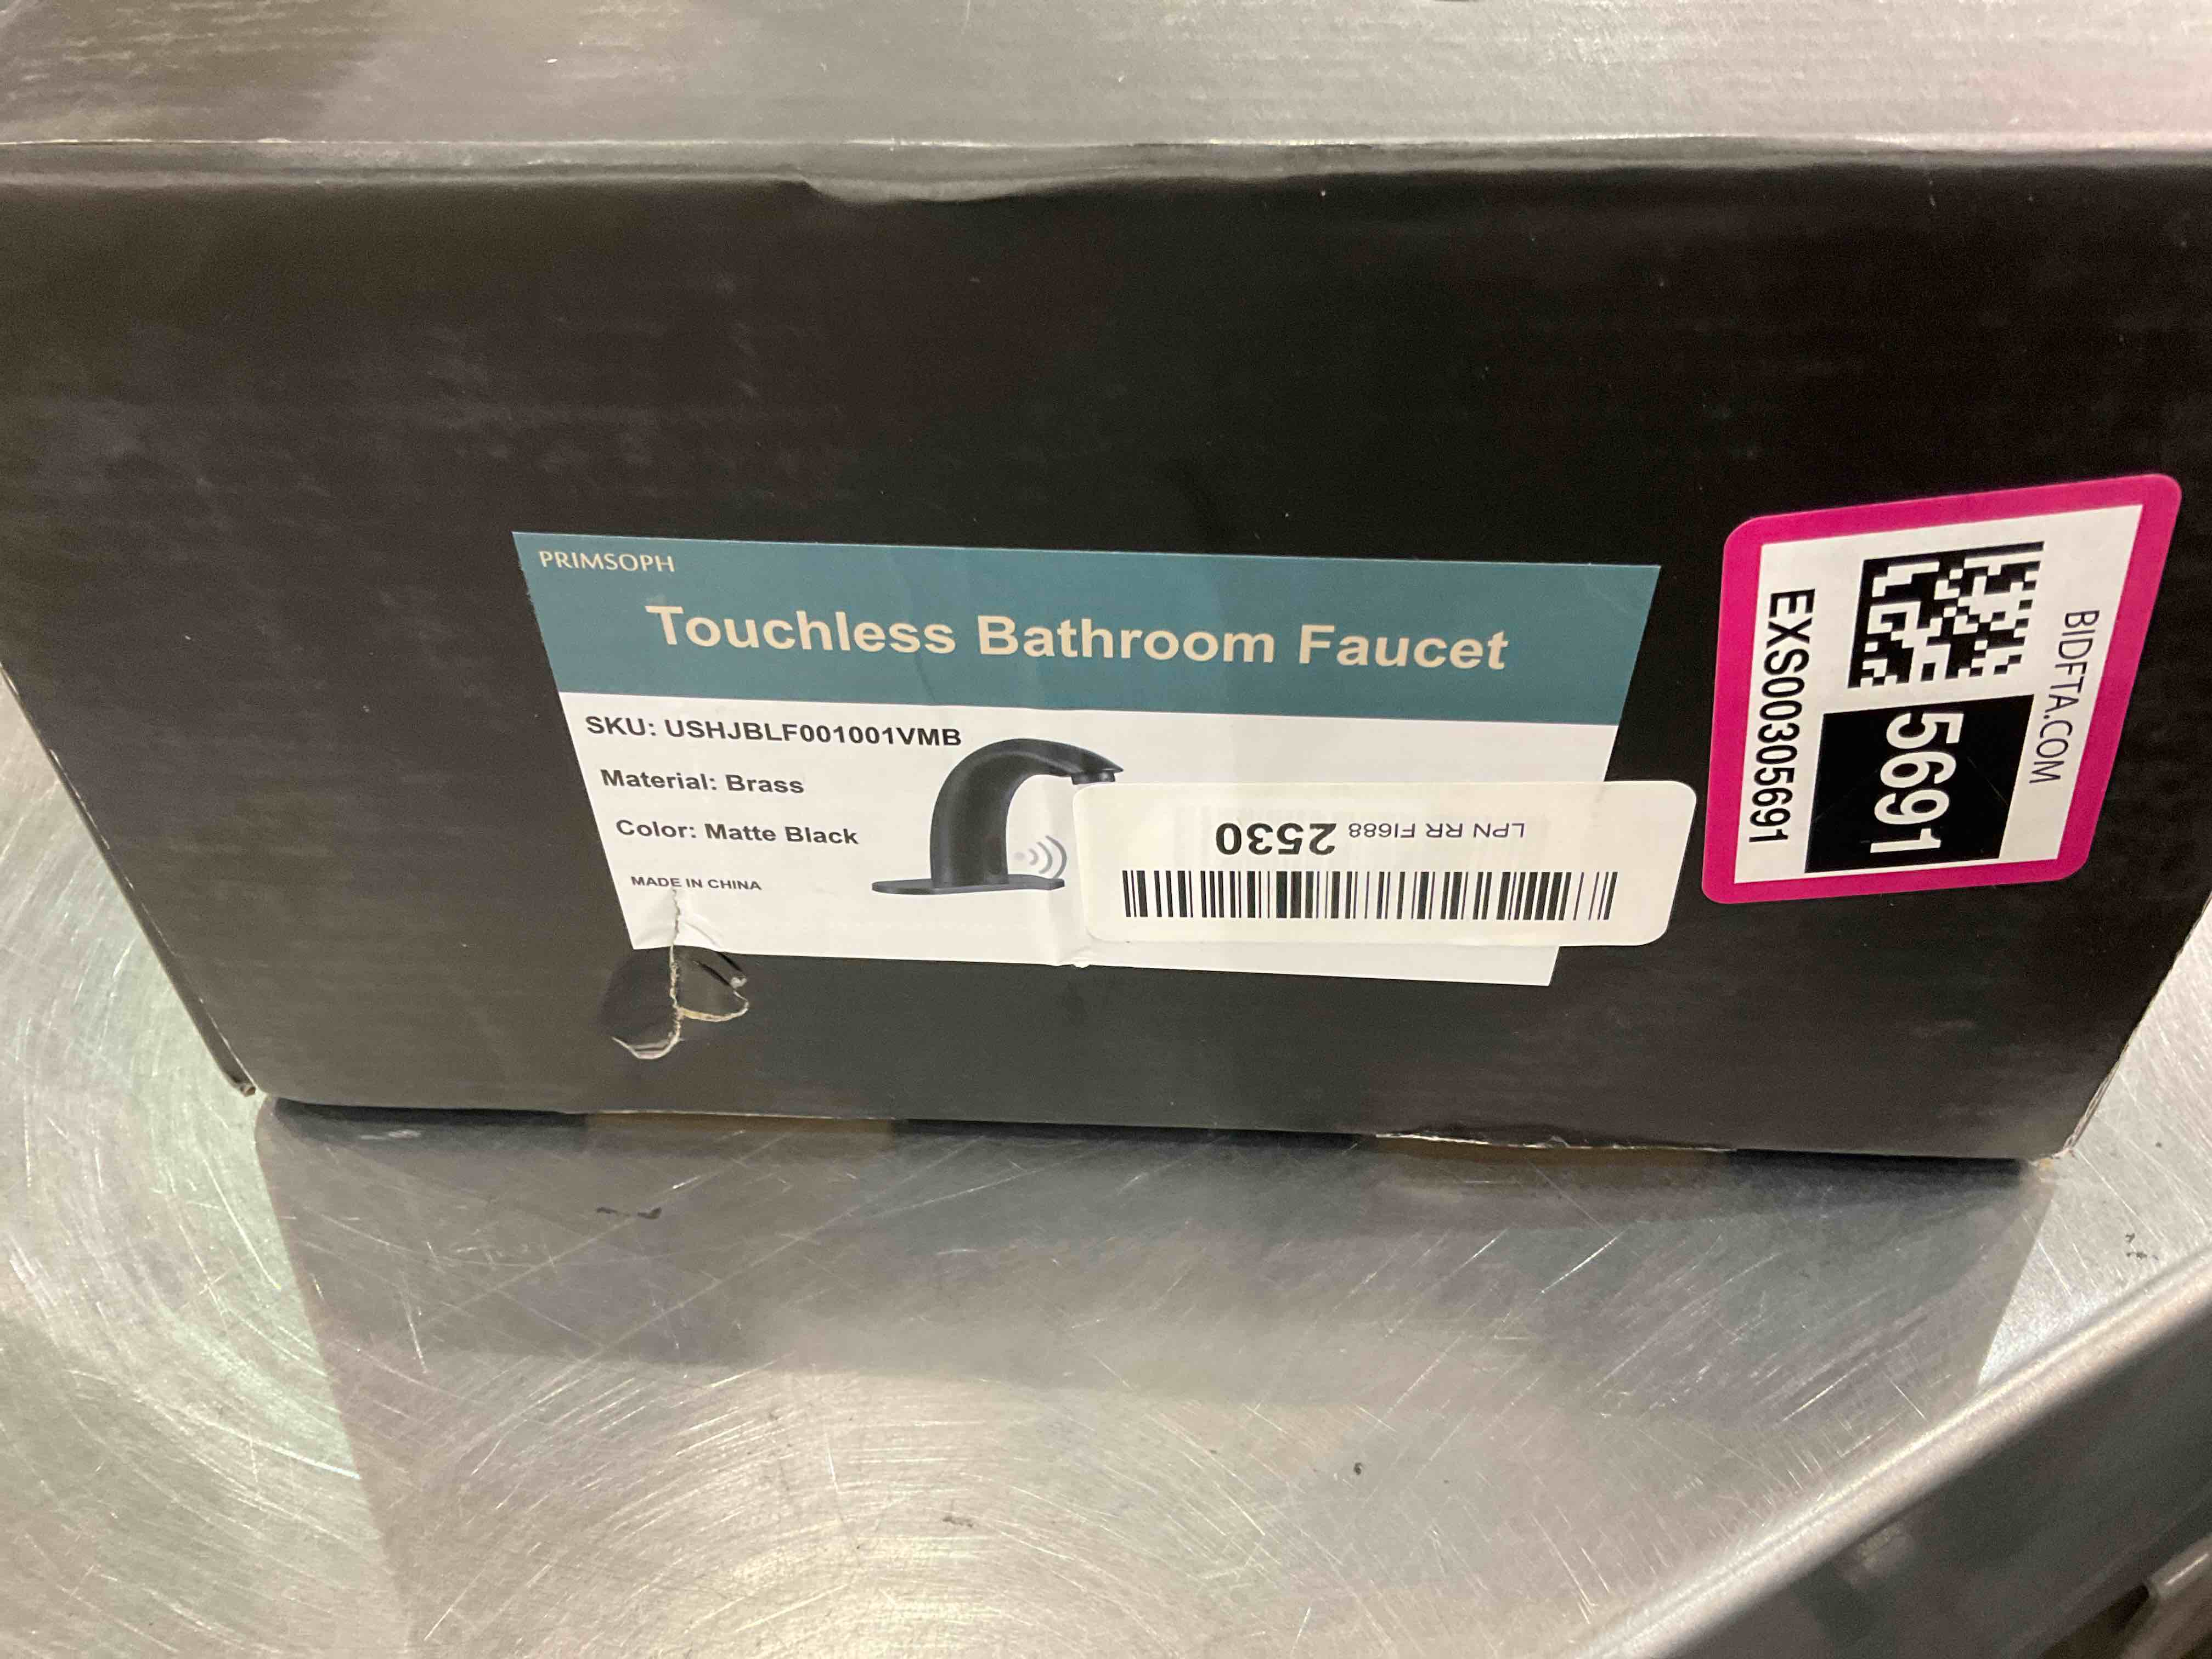 PRIMSOPH
Touchless Bathroom Faucet
SKU: USHJBLF001001VMB
Material: Brass
Color: Matte Black
MADE IN CHINA
LPN RR FI688 2530
BIDFTA.COM
5691
EXS00305691